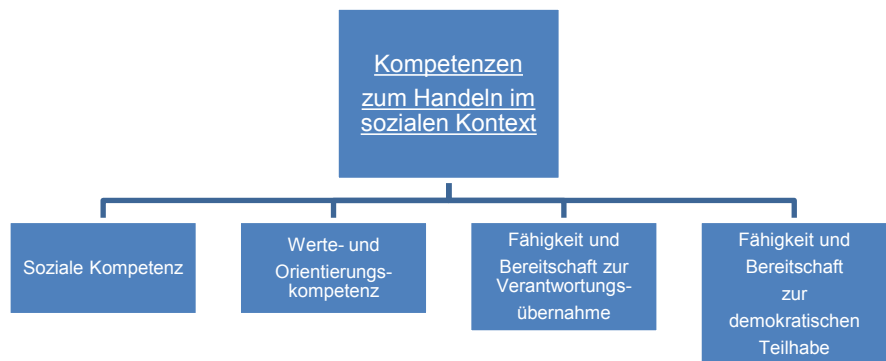 Kompetenzen
zum Handeln im
sozialen Kontext
Soziale Kompetenz
Werte- und
Orientierungs-
kompetenz
Fähigkeit und
Bereitschaft zur
Verantwortungs-
übernahme
Fähigkeit und
Bereitschaft
zur
demokratischen
Teilhabe